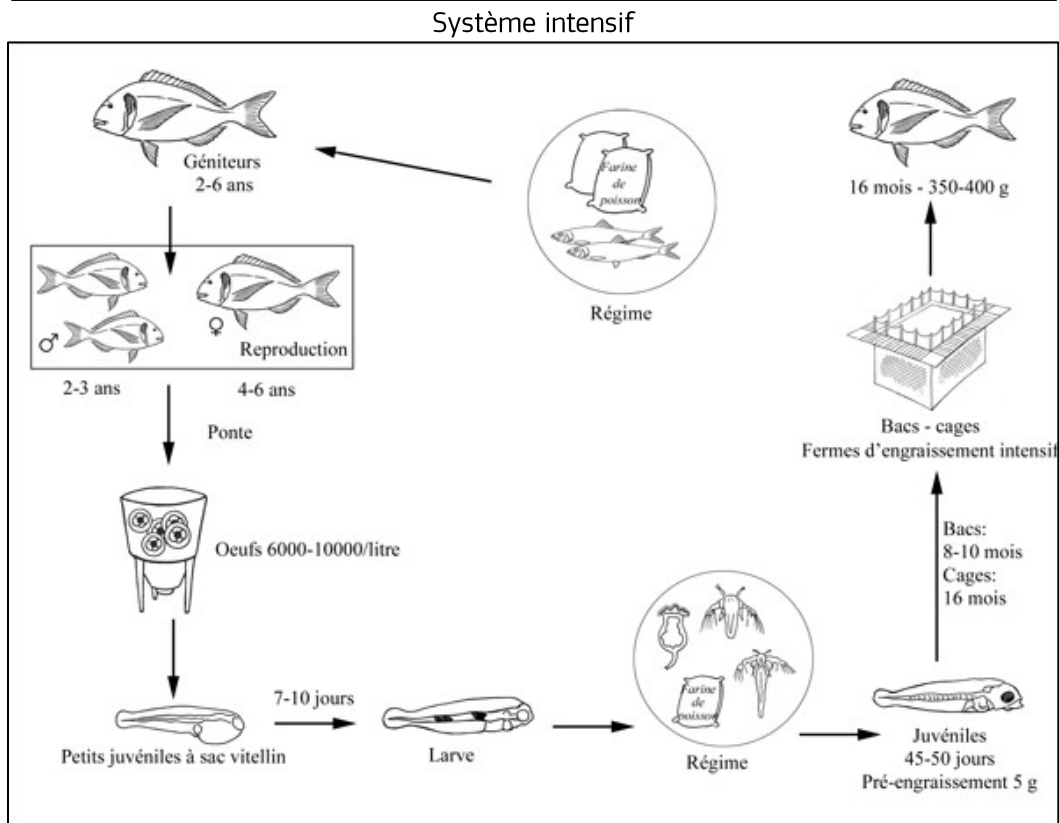 Système intensif
Géniteurs
2-6 ans
Farine
de
poisson
Régime
16 mois - 350-400 g
♂
♀
Reproduction
2-3 ans
4-6 ans
Ponte
Bacs - cages
Fermes d'engraissement intensif
Oeufs 6000-10000/litre
Bacs:
8-10 mois
Cages:
16 mois
7-10 jours
Petits juvéniles à sac vitellin
Larve
Farine
de
poisson
Régime
Juvéniles
45-50 jours
Pré-engraissement 5 g